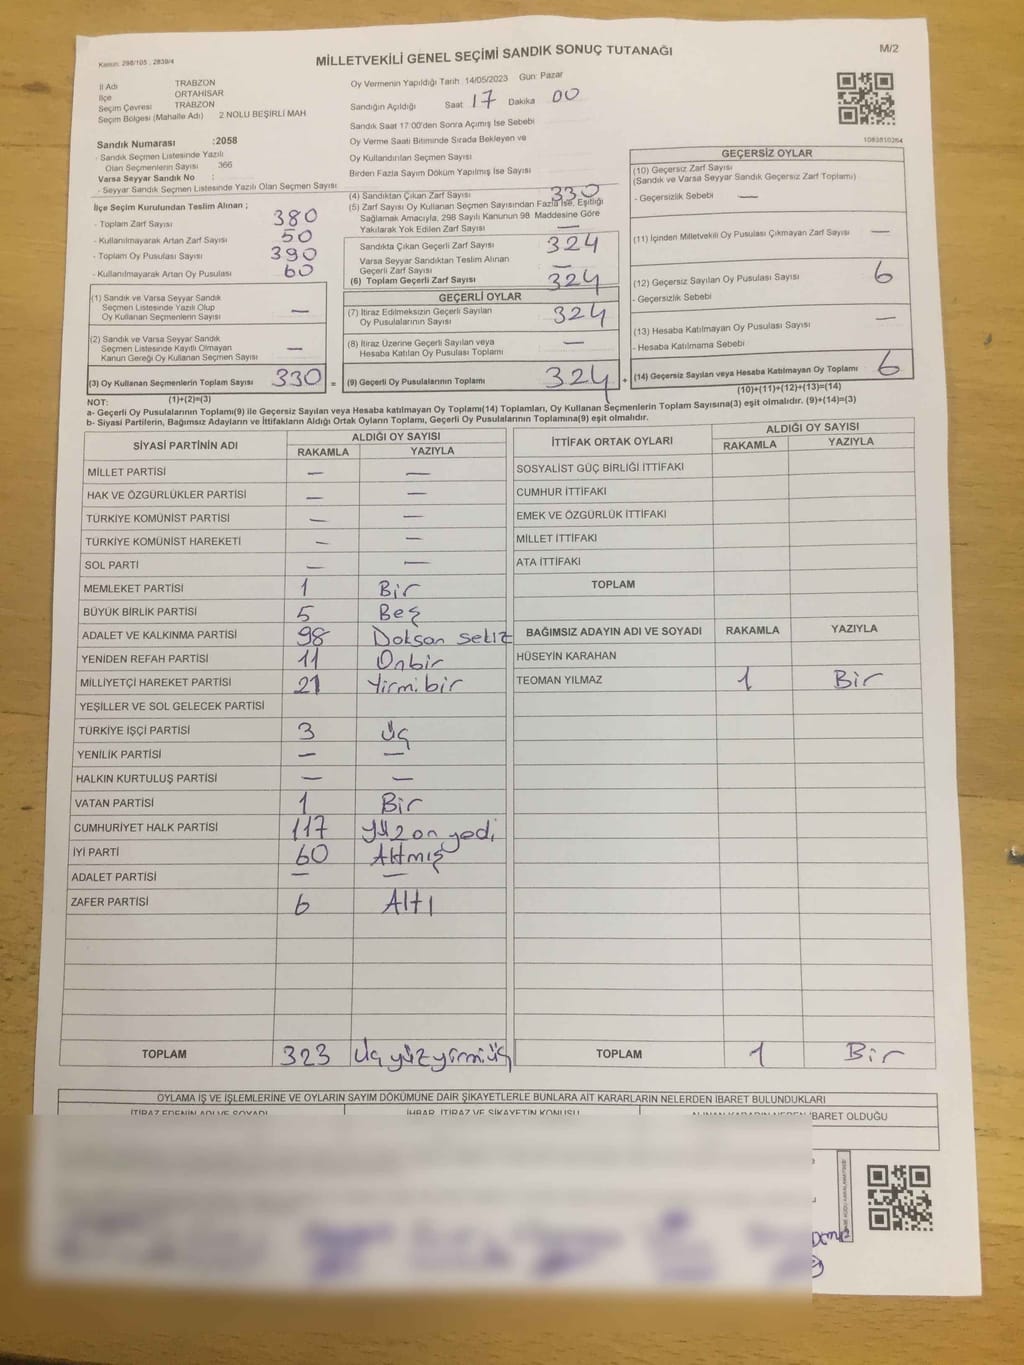 Kanun: 298/105 , 2839/4
MİLLETVEKİLİ GENEL SEÇİMİ SANDIK SONUÇ TUTANAĞI
M/2
İl Adı TRABZON
İlçe ORTAHİSAR
Seçim Çevresi TRABZON
Seçim Bölgesi (Mahalle Adı) 2 NOLU BEŞİRLİ MAH
Sandık Numarası :2058
- Sandık Seçmen Listesinde Yazılı
Olan Seçmenlerin Sayısı 366
Varsa Seyyar Sandık No :
- Seyyar Sandık Seçmen Listesinde Yazılı Olan Seçmen Sayısı
Oy Vermenin Yapıldığı Tarih 14/05/2023 Gün: Pazar
Sandığın Açıldığı Saat 17 Dakika 00
Sandık Saat 17:00'den Sonra Açımış İse Sebebi
Oy Verme Saati Bitiminde Sırada Bekleyen ve
Oy Kullandırılan Seçmen Sayısı
Birden Fazla Sayım Döküm Yapılmış İse Sayısı
1083810264
İlçe Seçim Kurulundan Teslim Alınan ;
- Toplam Zarf Sayısı 380
- Kullanılmayarak Artan Zarf Sayısı 50
- Toplam Oy Pusulası Sayısı 390
- Kullanılmayarak Artan Oy Pusulası 60
(1) Sandık ve Varsa Seyyar Sandık
Seçmen Listesinde Yazılı Olup
Oy Kullanan Seçmenlerin Sayısı —
(2) Sandık ve Varsa Seyyar Sandık
Seçmen Listesinde Kayıtlı Olmayan
Kanun Gereği Oy Kullanan Seçmen Sayısı —
(3) Oy Kullanan Seçmenlerin Toplam Sayısı 330 =
(1)+(2)=(3)
(4) Sandıktan Çıkan Zarf Sayısı 330
(5) Zarf Sayısı Oy Kullanan Seçmen Sayısından Fazla İse, Eşitliği
Sağlamak Amacıyla, 298 Sayılı Kanunun 98. Maddesine Göre
Yakılarak Yok Edilen Zarf Sayısı —
Sandıkta Çıkan Geçerli Zarf Sayısı 324
Varsa Seyyar Sandıktan Teslim Alınan
Geçerli Zarf Sayısı —
(6) Toplam Geçerli Zarf Sayısı 324
GEÇERLİ OYLAR
(7) İtiraz Edilmeksizin Geçerli Sayılan
Oy Pusulalarının Sayısı 324
(8) İtiraz Üzerine Geçerli Sayılan veya
Hesaba Katılan Oy Pusulası Toplamı —
(9) Geçerli Oy Pusulalarının Toplamı 324 +
GEÇERSİZ OYLAR
(10) Geçersiz Zarf Sayısı
(Sandık ve Varsa Seyyar Sandık Geçersiz Zarf Toplamı)
- Geçersizlik Sebebi —
(11) İçinden Milletvekili Oy Pusulası Çıkmayan Zarf Sayısı —
(12) Geçersiz Sayılan Oy Pusulası Sayısı 6
- Geçersizlik Sebebi
(13) Hesaba Katılmayan Oy Pusulası Sayısı —
- Hesaba Katılmama Sebebi
(14) Geçersiz Sayılan veya Hesaba Katılmayan Oy Toplamı 6
(10)+(11)+(12)+(13)=(14)
NOT:
a- Geçerli Oy Pusulalarının Toplamı(9) ile Geçersiz Sayılan veya Hesaba katılmayan Oy Toplam(14) Toplamları, Oy Kullanan Seçmenlerin Toplam Sayısına(3) eşit olmalıdır. (9)+(14)=(3)
b- Siyasi Partilerin, Bağımsız Adayların ve İttifakların Aldığı Ortak Oyların Toplamı, Geçerli Oy Pusulalarının Toplamına(9) eşit olmalıdır.
SİYASİ PARTİNİN ADI ALDIĞI OY SAYISI
RAKAMLA YAZIYLA
MİLLET PARTİSİ — —
HAK VE ÖZGÜRLÜKLER PARTİSİ — —
TÜRKİYE KOMÜNİST PARTİSİ — —
TÜRKİYE KOMÜNİST HAREKETİ — —
SOL PARTİ — —
MEMLEKET PARTİSİ 1 Bir
BÜYÜK BİRLİK PARTİSİ 5 Beş
ADALET VE KALKINMA PARTİSİ 98 Doksan sekiz
YENİDEN REFAH PARTİSİ 11 Onbir
MİLLİYETÇİ HAREKET PARTİSİ 21 Yirmi bir
YEŞİLLER VE SOL GELECEK PARTİSİ
TÜRKİYE İŞÇİ PARTİSİ 3 Üç
YENİLİK PARTİSİ — —
HALKIN KURTULUŞ PARTİSİ — —
VATAN PARTİSİ 1 Bir
CUMHURİYET HALK PARTİSİ 117 Yüz on yedi
İYİ PARTİ 60 Altmış
ADALET PARTİSİ — —
ZAFER PARTİSİ 6 Altı
TOPLAM 323 Üç yüz yirmi üç
İTTİFAK ORTAK OYLARI ALDIĞI OY SAYISI
RAKAMLA YAZIYLA
SOSYALİST GÜÇ BİRLİĞİ İTTİFAKI
CUMHUR İTTİFAKI
EMEK VE ÖZGÜRLÜK İTTİFAKI
MİLLET İTTİFAKI
ATA İTTİFAKI
TOPLAM
BAĞIMSIZ ADAYIN ADI VE SOYADI RAKAMLA YAZIYLA
HÜSEYİN KARAHAN
TEOMAN YILMAZ 1 Bir
TOPLAM 1 Bir
OYLAMA İŞ VE İŞLEMLERİNE VE OYLARIN SAYIM DÖKÜMÜNE DAİR ŞİKAYETLERLE BUNLARA AİT KARARLARIN NELERDEN İBARET BULUNDUKLARI
İTİRAZ EDENİN ADI VE SOYADI İHBAR, İTİRAZ VE ŞİKAYETİN KONUSU İBARET OLDUĞU